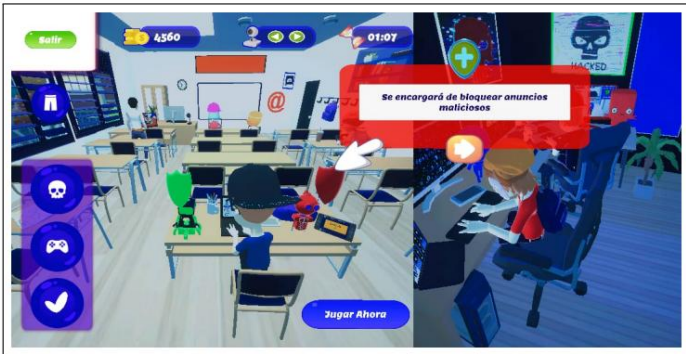 Salir
4560
01:07
HACKED
Se encargará de bloquear anuncios
maliciosos
@
Jugar Ahora